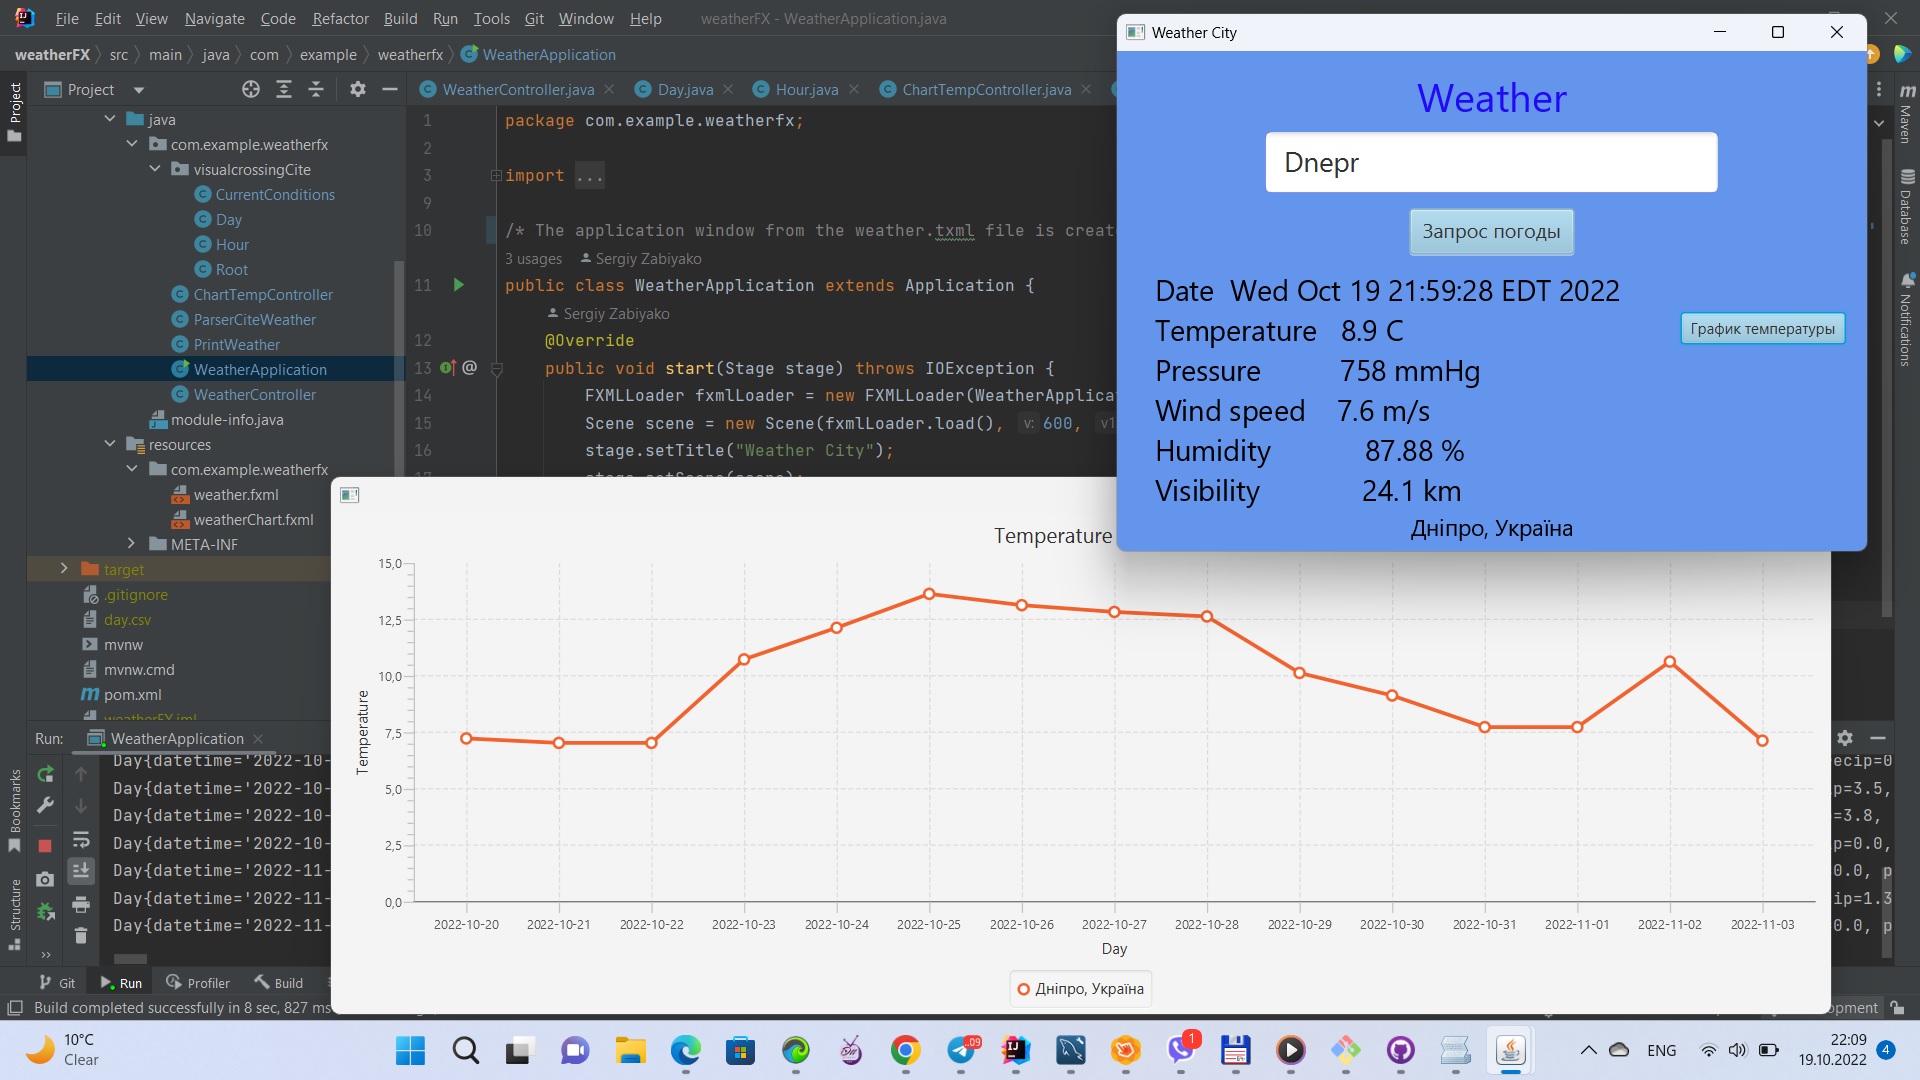 File Edit View Navigate Code Refactor Build Run Tools Git Window Help weatherFX - WeatherApplication.java
weatherFX src main java com example weatherfx WeatherApplication
Project
Project
WeatherController.java Day.java Hour.java ChartTempController.java
java
com.example.weatherfx
visualcrossingCite
CurrentConditions
Day
Hour
Root
ChartTempController
ParserCiteWeather
PrintWeather
WeatherApplication
WeatherController
module-info.java
resources
com.example.weatherfx
weather.fxml
weatherChart.fxml
META-INF
target
.gitignore
day.csv
mvnw
mvnw.cmd
pom.xml
weatherFX.iml
1 package com.example.weatherfx;
2
3 import ...
9
10 /* The application window from the weather.txml file is creat
3 usages Sergiy Zabiyako
11 public class WeatherApplication extends Application {
Sergiy Zabiyako
12 @Override
13 public void start(Stage stage) throws IOException {
14 FXMLLoader fxmlLoader = new FXMLLoader(WeatherApplica
15 Scene scene = new Scene(fxmlLoader.load(), v: 600, v1
16 stage.setTitle("Weather City");
17 stage.setScene(scene);
Maven
Database
Notifications
Weather City
Weather
Dnepr
Запрос погоды
Date Wed Oct 19 21:59:28 EDT 2022
Temperature 8.9 C
График температуры
Pressure 758 mmHg
Wind speed 7.6 m/s
Humidity 87.88 %
Visibility 24.1 km
Дніпро, Україна
Temperature
15,0
12,5
10,0
7,5
5,0
2,5
0,0
Temperature
2022-10-20 2022-10-21 2022-10-22 2022-10-23 2022-10-24 2022-10-25 2022-10-26 2022-10-27 2022-10-28 2022-10-29 2022-10-30 2022-10-31 2022-11-01 2022-11-02 2022-11-03
Day
Дніпро, Україна
Run: WeatherApplication
Day{datetime='2022-10- ecip=0
Day{datetime='2022-10- p=3.5,
Day{datetime='2022-10- =3.8,
Day{datetime='2022-10- p=0.0,
Day{datetime='2022-11- 0.0, p
Day{datetime='2022-11- ip=1.3
Day{datetime='2022-11- 0.0, p
Bookmarks
Structure
Git Run Profiler Build
Build completed successfully in 8 sec, 827 ms opment
10°C
Clear
.09
1
ENG
22:09
19.10.2022
4